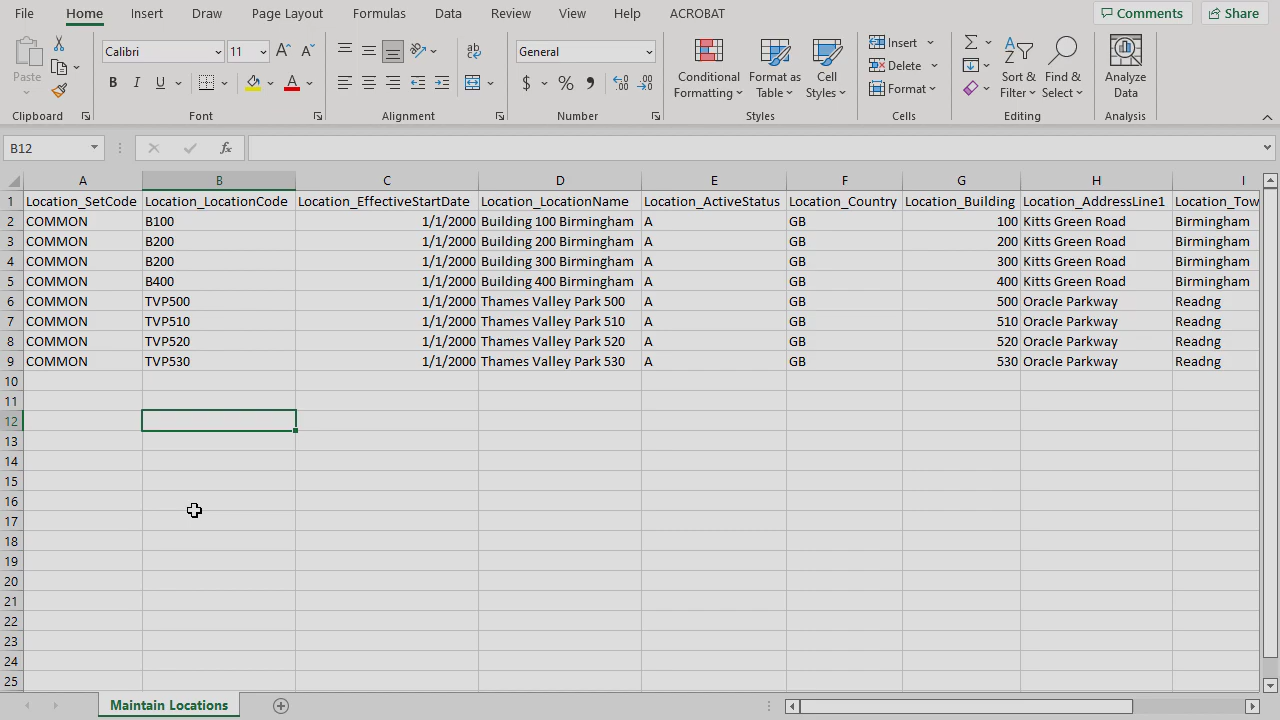 File Home Insert Draw Page Layout Formulas Data Review View Help ACROBAT Comments Share
Paste Calibri 11 General Conditional Formatting Format as Table Cell Styles Insert Delete Format Sort & Filter Find & Select Analyze Data
Clipboard Font Alignment Number Styles Cells Editing Analysis
B12 fx
A B C D E F G H I
1 Location_SetCode Location_LocationCode Location_EffectiveStartDate Location_LocationName Location_ActiveStatus Location_Country Location_Building Location_AddressLine1 Location_Tow
2 COMMON B100 1/1/2000 Building 100 Birmingham A GB 100 Kitts Green Road Birmingham
3 COMMON B200 1/1/2000 Building 200 Birmingham A GB 200 Kitts Green Road Birmingham
4 COMMON B200 1/1/2000 Building 300 Birmingham A GB 300 Kitts Green Road Birmingham
5 COMMON B400 1/1/2000 Building 400 Birmingham A GB 400 Kitts Green Road Birmingham
6 COMMON TVP500 1/1/2000 Thames Valley Park 500 A GB 500 Oracle Parkway Readng
7 COMMON TVP510 1/1/2000 Thames Valley Park 510 A GB 510 Oracle Parkway Readng
8 COMMON TVP520 1/1/2000 Thames Valley Park 520 A GB 520 Oracle Parkway Readng
9 COMMON TVP530 1/1/2000 Thames Valley Park 530 A GB 530 Oracle Parkway Readng
10
11
12
13
14
15
16
17
18
19
20
21
22
23
24
25
Maintain Locations